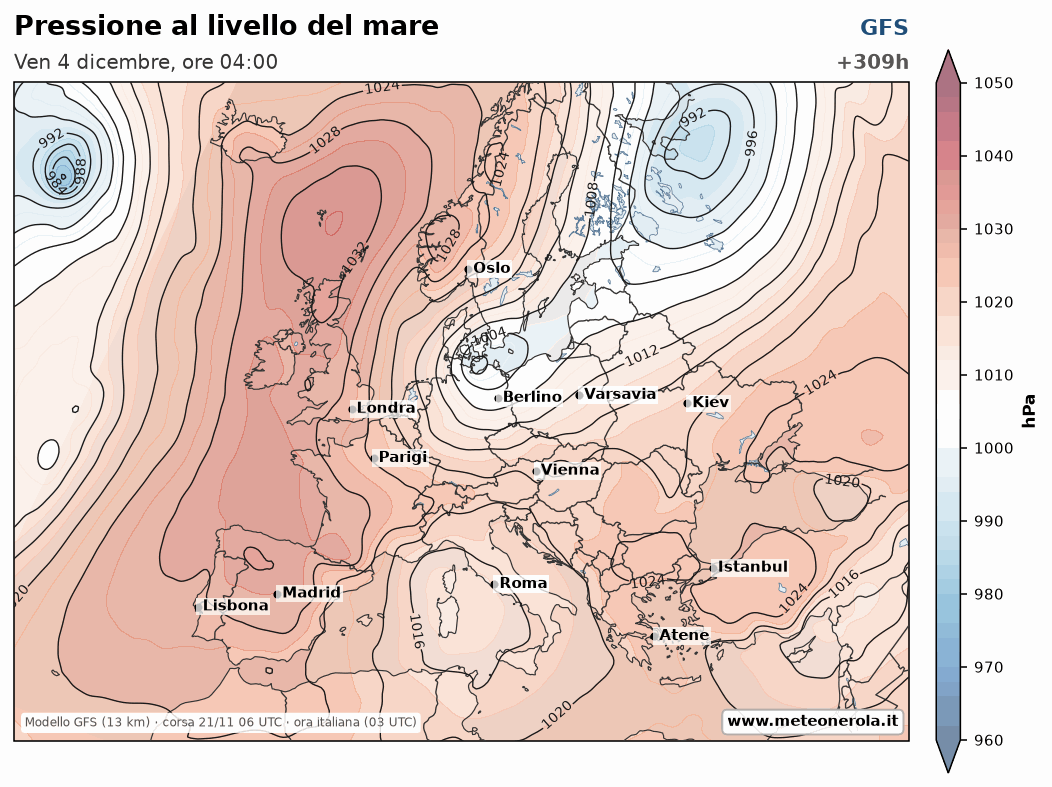 Pressione al livello del mare
GFS
Ven 4 dicembre, ore 04:00
+309h
1024
1050
992
992
996
1028
988
984
1024
1040
1008
1028
1032
1030
Oslo
1020
1004
1012
1024
1010
Berlino
Varsavia
Kiev
Londra
hPa
Parigi
1000
Vienna
1020
990
Istanbul
1024
Roma
1016
980
Madrid
1024
20
Lisbona
1016
Atene
970
1020
Modello GFS (13 km) · corsa 21/11 06 UTC · ora italiana (03 UTC)
www.meteonerola.it
960